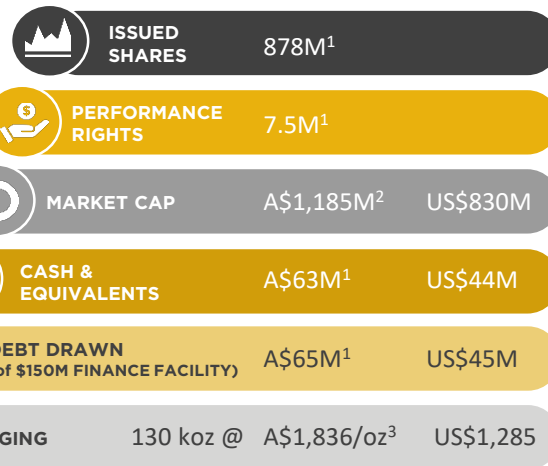 ISSUED
SHARES
878M¹
PERFORMANCE
RIGHTS
7.5M¹
MARKET CAP A$1,185M² US$830M
CASH &
EQUIVALENTS
A$63M¹ US$44M
DEBT DRAWN
of $150M FINANCE FACILITY)
A$65M¹ US$45M
GING 130 koz @ A$1,836/oz³ US$1,285